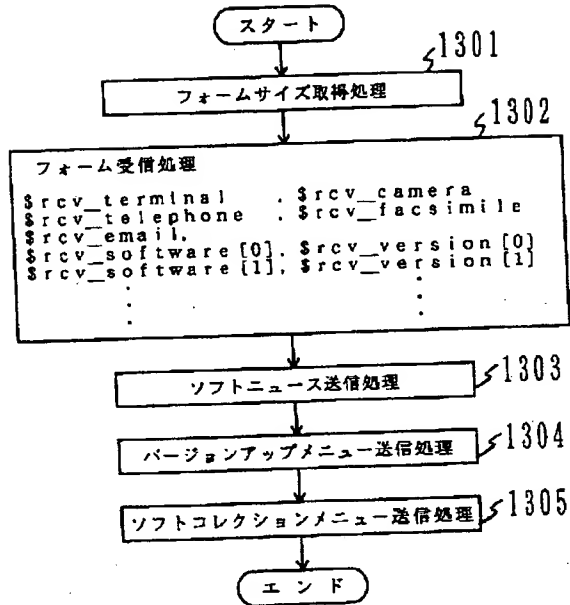 スタート
1301
フォームサイズ取得処理
1302
フォーム受信処理
$rcv_terminal , $rcv_camera
$rcv_telephone , $rcv_facsimile
$rcv_email,
$rcv_software[0], $rcv_version[0]
$rcv_software[1], $rcv_version[1]
ソフトニュース送信処理
1303
バージョンアップメニュー送信処理
1304
ソフトコレクションメニュー送信処理
1305
エンド